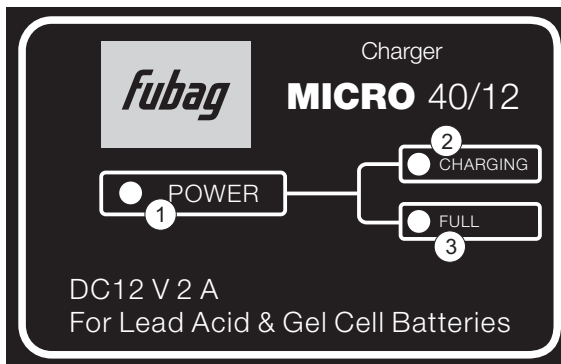 fubag
Charger
MICRO 40/12
2
CHARGING
POWER
1
FULL
3
DC12 V 2 A
For Lead Acid & Gel Cell Batteries